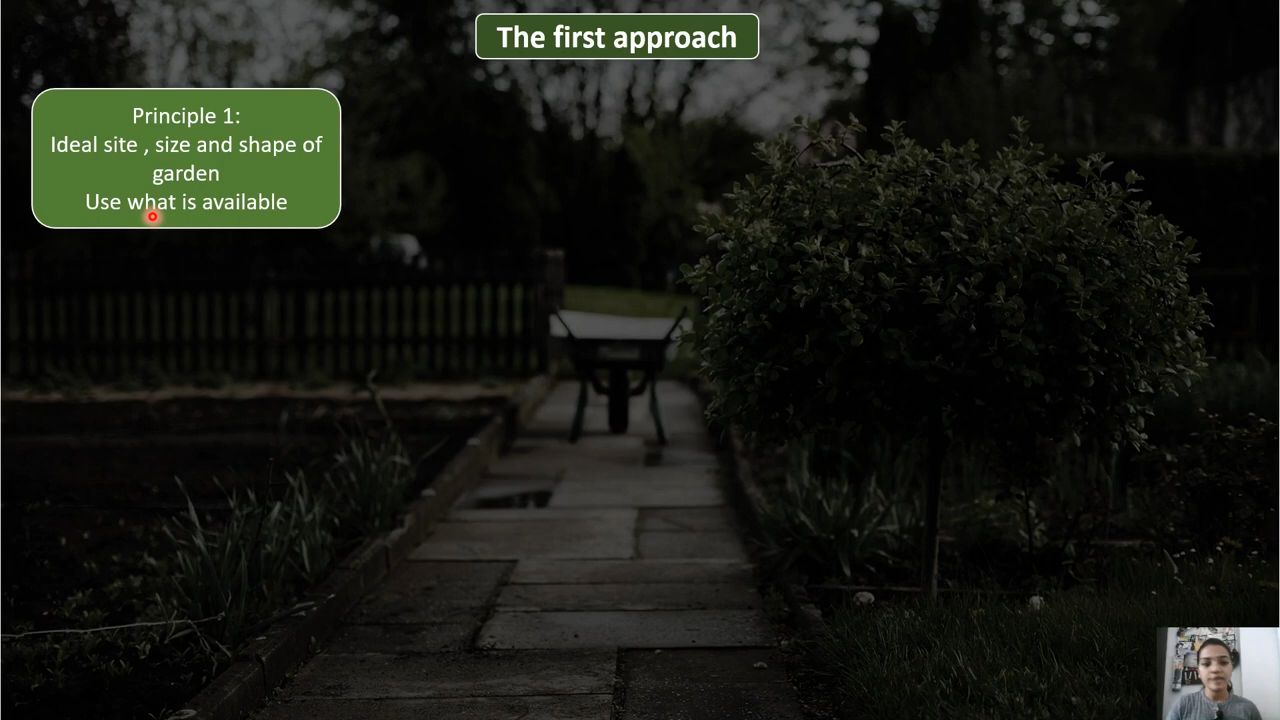 The first approach
Principle 1:
Ideal site , size and shape of
garden
Use what is available